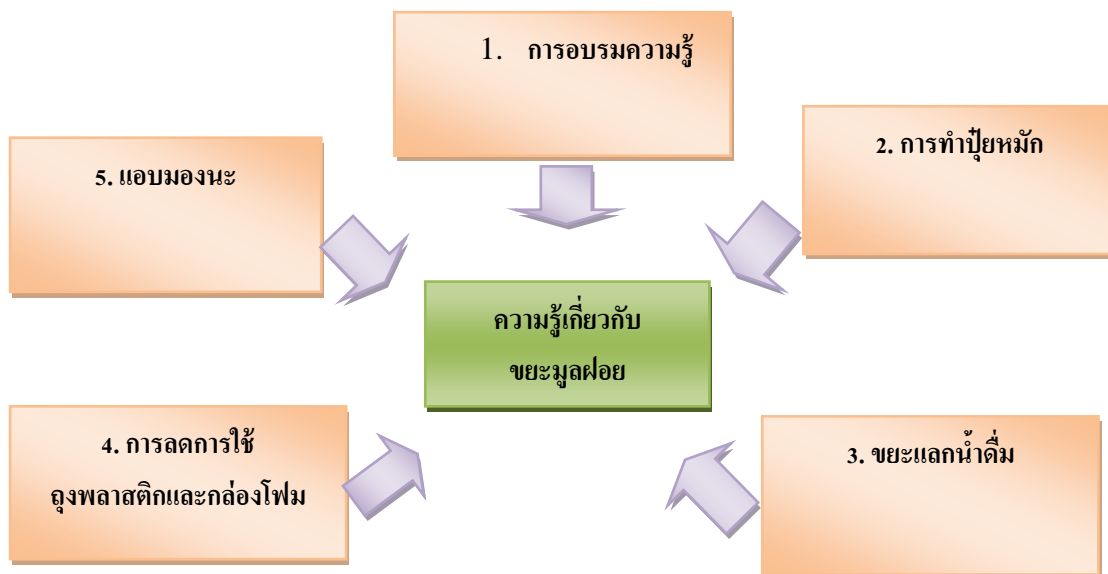 1. การอบรมความรู้
2. การทำปุ๋ยหมัก
5. แอบมองนะ
ความรู้เกี่ยวกับ
ขยะมูลฝอย
4. การลดการใช้
ถุงพลาสติกและกล่องโฟม
3. ขยะแลกน้ำดื่ม